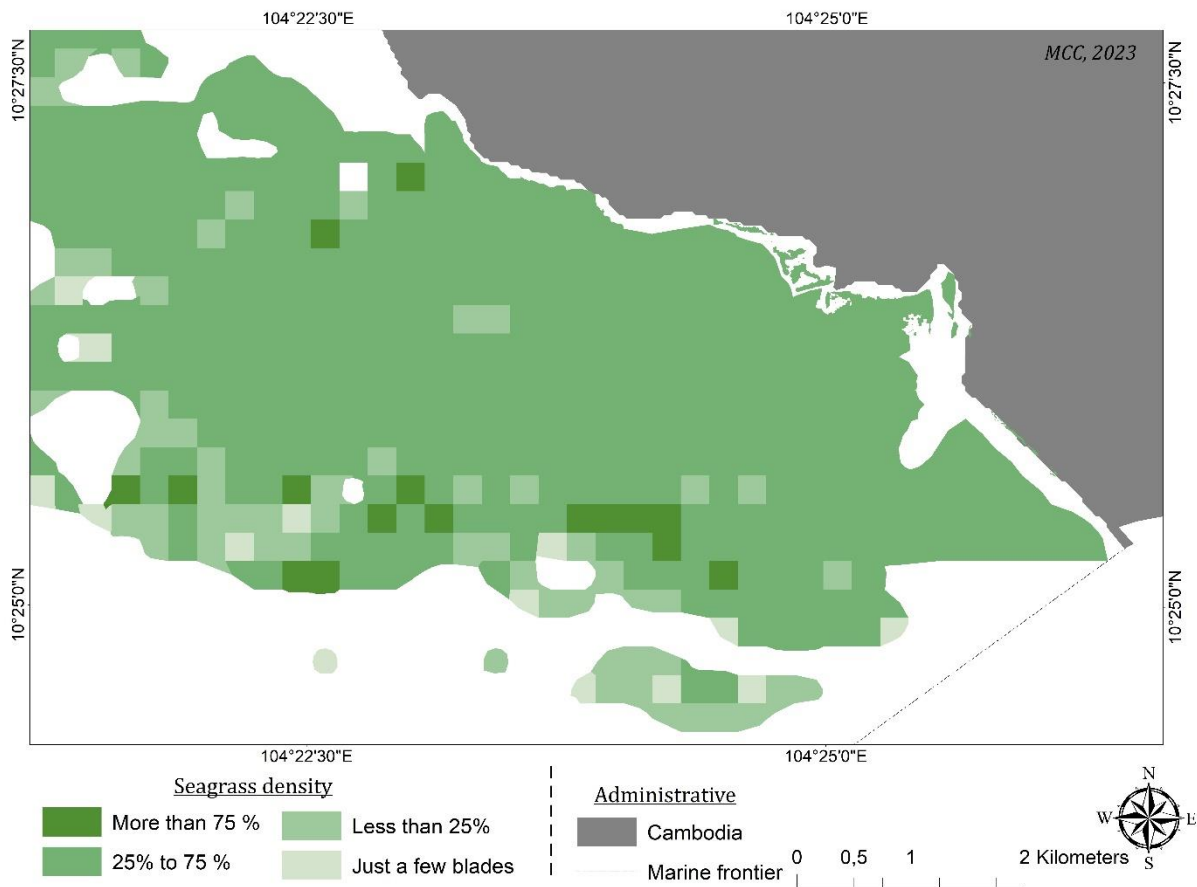 104°22'30"E
104°25'0"E
10°27'30"N
MCC, 2023
10°27'30"N
10°25'0"N
10°25'0"N
104°22'30"E
104°25'0"E
Seagrass density
More than 75 %
Less than 25%
25% to 75 %
Just a few blades
Administrative
Cambodia
Marine frontier
0 0,5 1 2 Kilometers
N
W E
S